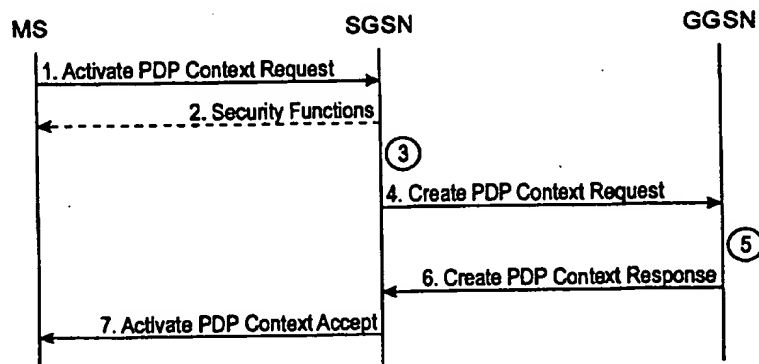 MS
SGSN
GGSN
1. Activate PDP Context Request
2. Security Functions
3
4. Create PDP Context Request
5
6. Create PDP Context Response
7. Activate PDP Context Accept